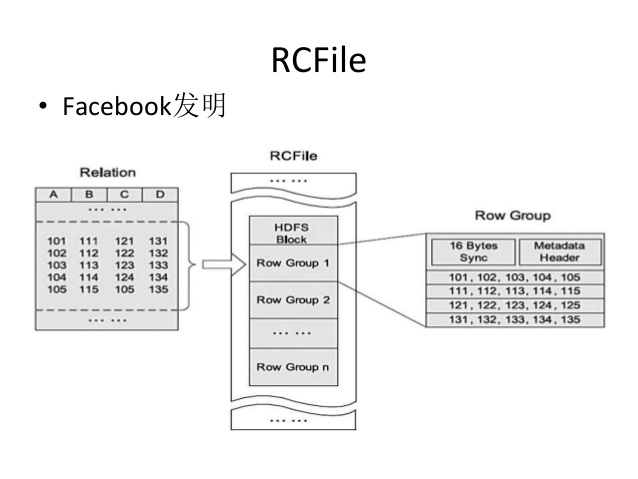 RCFile
• Facebook发明
RCFile
Relation
... ...
A B C D
... ...
101 111 121 131
102 112 122 132
103 113 123 133
104 114 124 134
105 115 105 135
... ...
HDFS
Block
Row Group 1
Row Group 2
... ...
Row Group n
... ...
Row Group
16 Bytes
Sync
Metadata
Header
101, 102, 103, 104, 105
111, 112, 113, 114, 115
121, 122, 123, 124, 125
131, 132, 133, 134, 135